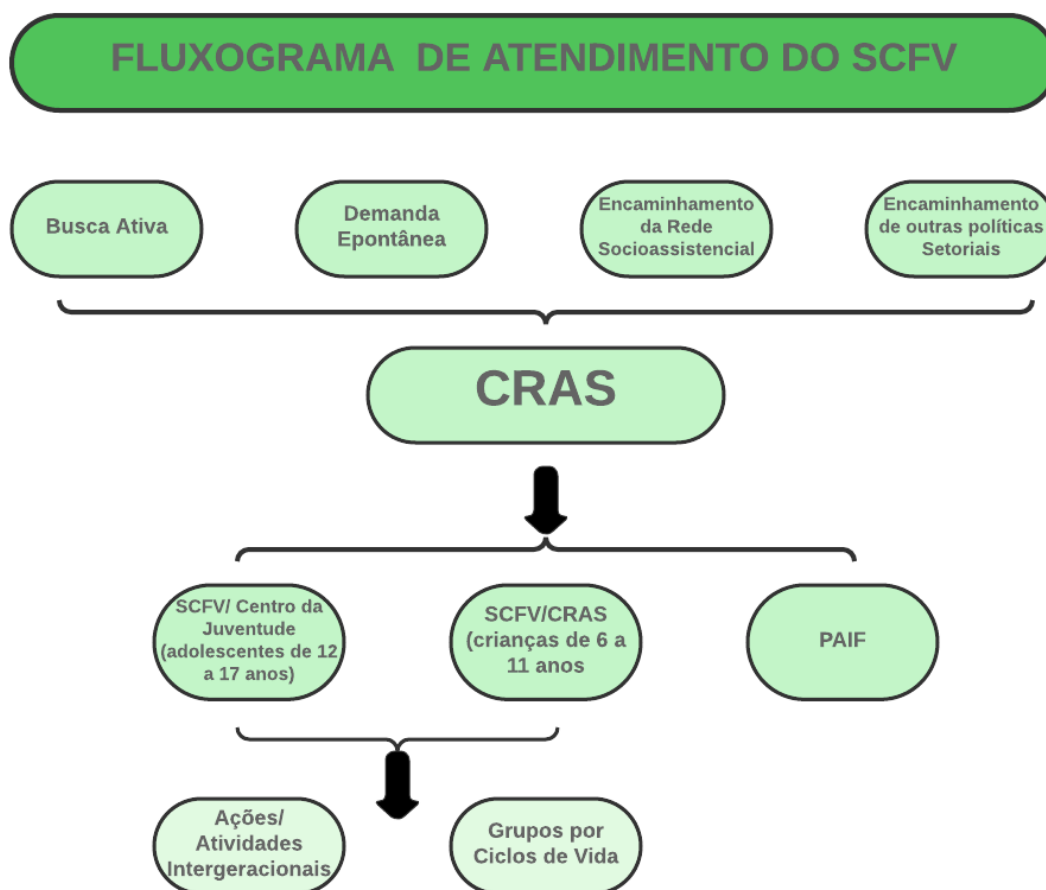 FLUXOGRAMA DE ATENDIMENTO DO SCFV
Busca Ativa
Demanda
Epontânea
Encaminhamento
da Rede
Socioassistencial
Encaminhamento
de outras políticas
Setoriais
CRAS
SCFV/ Centro da
Juventude
(adolescentes de 12
a 17 anos)
SCFV/CRAS
(crianças de 6 a
11 anos
PAIF
Ações/
Atividades
Intergeracionais
Grupos por
Ciclos de Vida